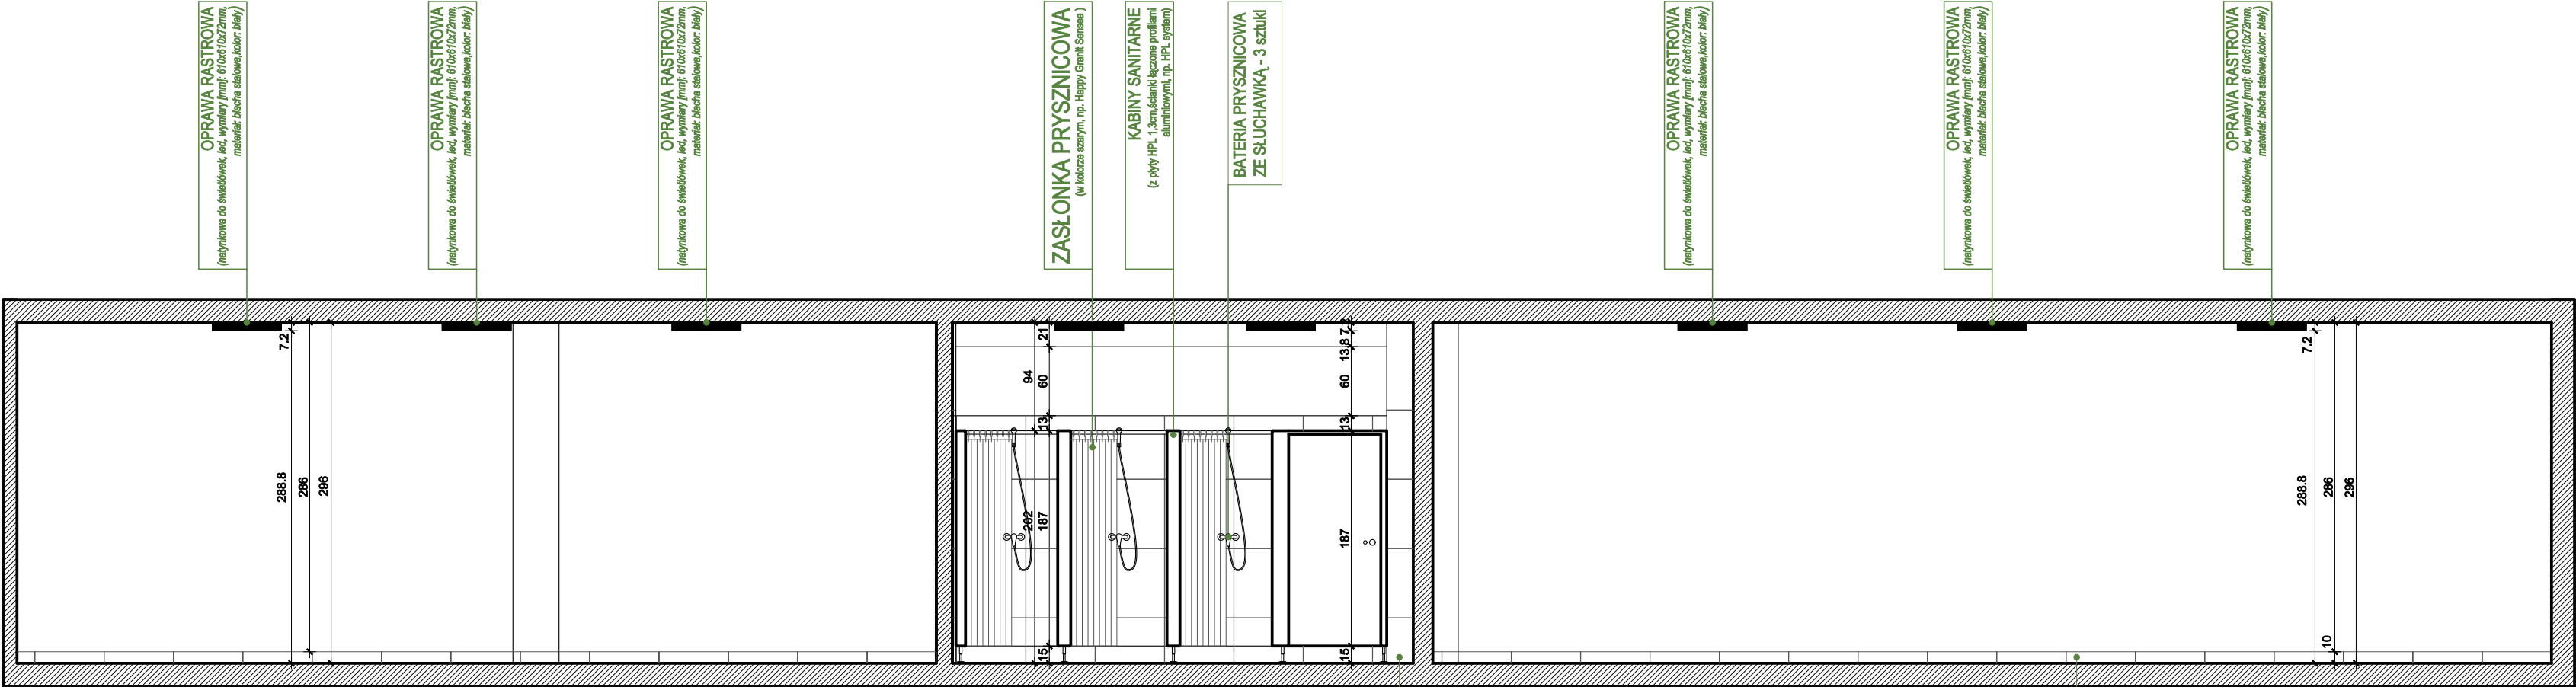 OPRAWA RASTROWA
(natynkowa do świetlówek, led, wymiary [mm]: 610x610x72mm,
materiał: blacha stalowa,kolor: biały)
OPRAWA RASTROWA
(natynkowa do świetlówek, led, wymiary [mm]: 610x610x72mm,
materiał: blacha stalowa,kolor: biały)
OPRAWA RASTROWA
(natynkowa do świetlówek, led, wymiary [mm]: 610x610x72mm,
materiał: blacha stalowa,kolor: biały)
ZASŁONKA PRYSZNICOWA
(w kolorze szarym, np. Happy Granit Sensea )
KABINY SANITARNE
(z płyty HPL 1,3cm,ścianki łączone profilami
aluminiowymi, np. HPL system)
BATERIA PRYSZNICOWA
ZE SŁUCHAWKĄ - 3 sztuki
OPRAWA RASTROWA
(natynkowa do świetlówek, led, wymiary [mm]: 610x610x72mm,
materiał: blacha stalowa,kolor: biały)
OPRAWA RASTROWA
(natynkowa do świetlówek, led, wymiary [mm]: 610x610x72mm,
materiał: blacha stalowa,kolor: biały)
OPRAWA RASTROWA
(natynkowa do świetlówek, led, wymiary [mm]: 610x610x72mm,
materiał: blacha stalowa,kolor: biały)
7.2
288.8
286
296
94
202
21
60
13
187
15
7.2
13.8
60
13
187
15
7.2
288.8
286
10
296